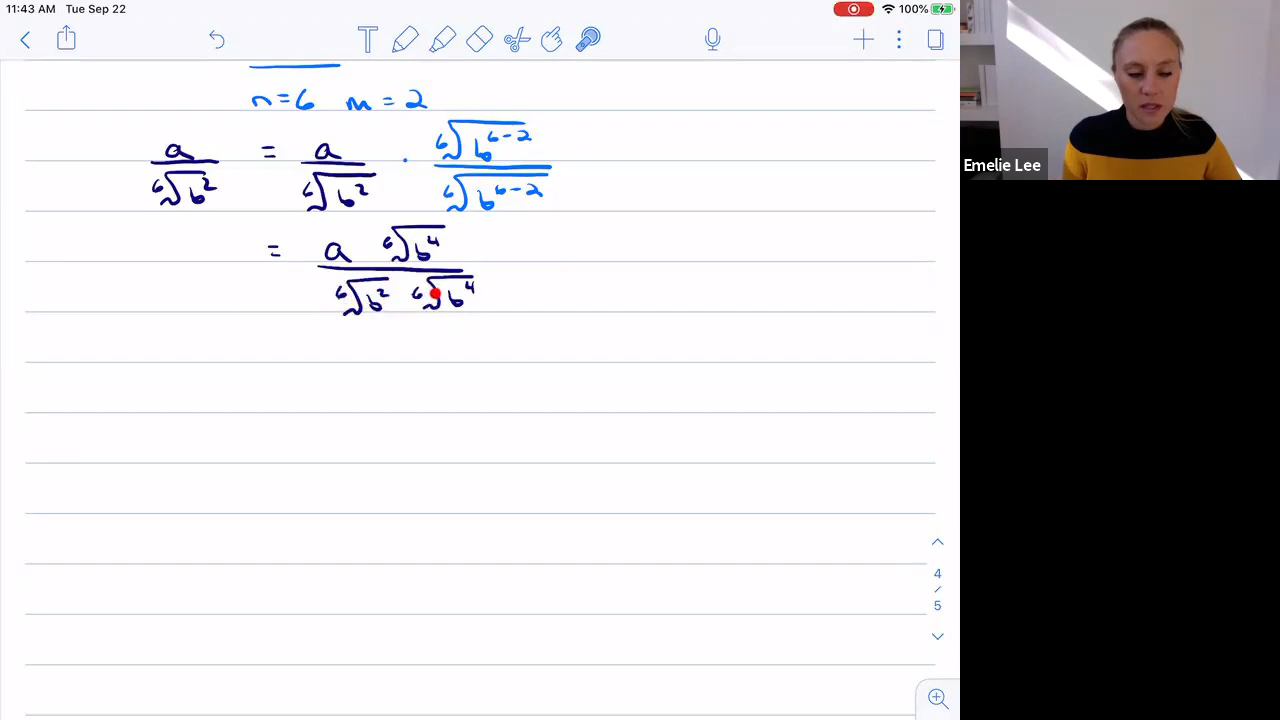 11:43 AM Tue Sep 22
100%
T
Emelie Lee
n=6 m=2
a/⁶√b² = a/⁶√b² · ⁶√b⁶⁻²/⁶√b⁶⁻²
= a ⁶√b⁴/⁶√b² ⁶√b⁴
4
/
5